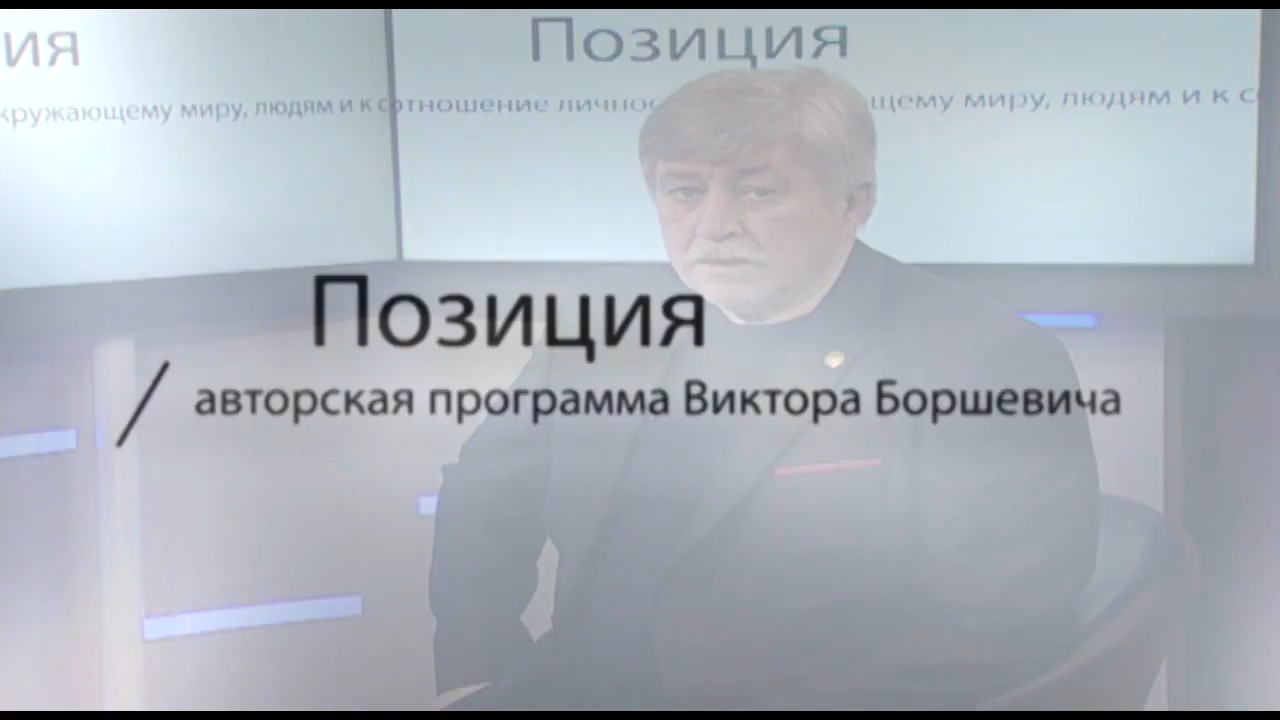 ия
Позиция
кружающему миру, людям и к с
отношение личнос щему миру, людям и к с
Позиция
авторская программа Виктора Боршевича